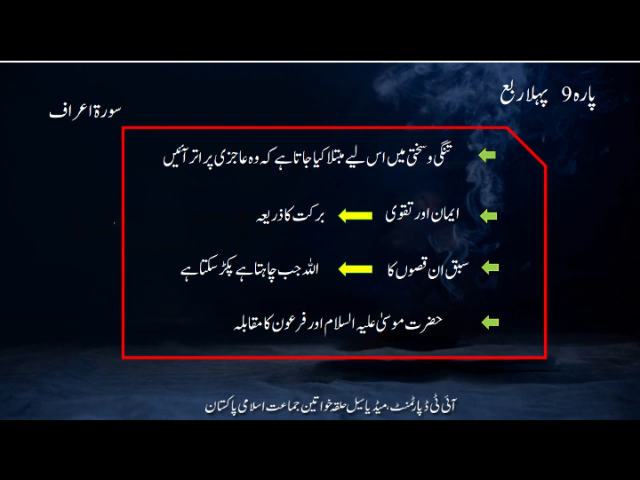 پارہ 9 پہلا ربع
سورۃ اعراف
تنگی و سختی میں اس لیے مبتلا کیا جاتا ہے کہ وہ عاجزی پر اتر آئیں
ایمان اور تقوی برکت کا ذریعہ
سبق ان قصوں کا اللہ جب چاہتا ہے پکڑ سکتا ہے
حضرت موسیٰ علیہ السلام اور فرعون کا مقابلہ
آئی ٹی ڈپارٹمنٹ، میڈیا سیل حلقہ خواتین جماعت اسلامی پاکستان